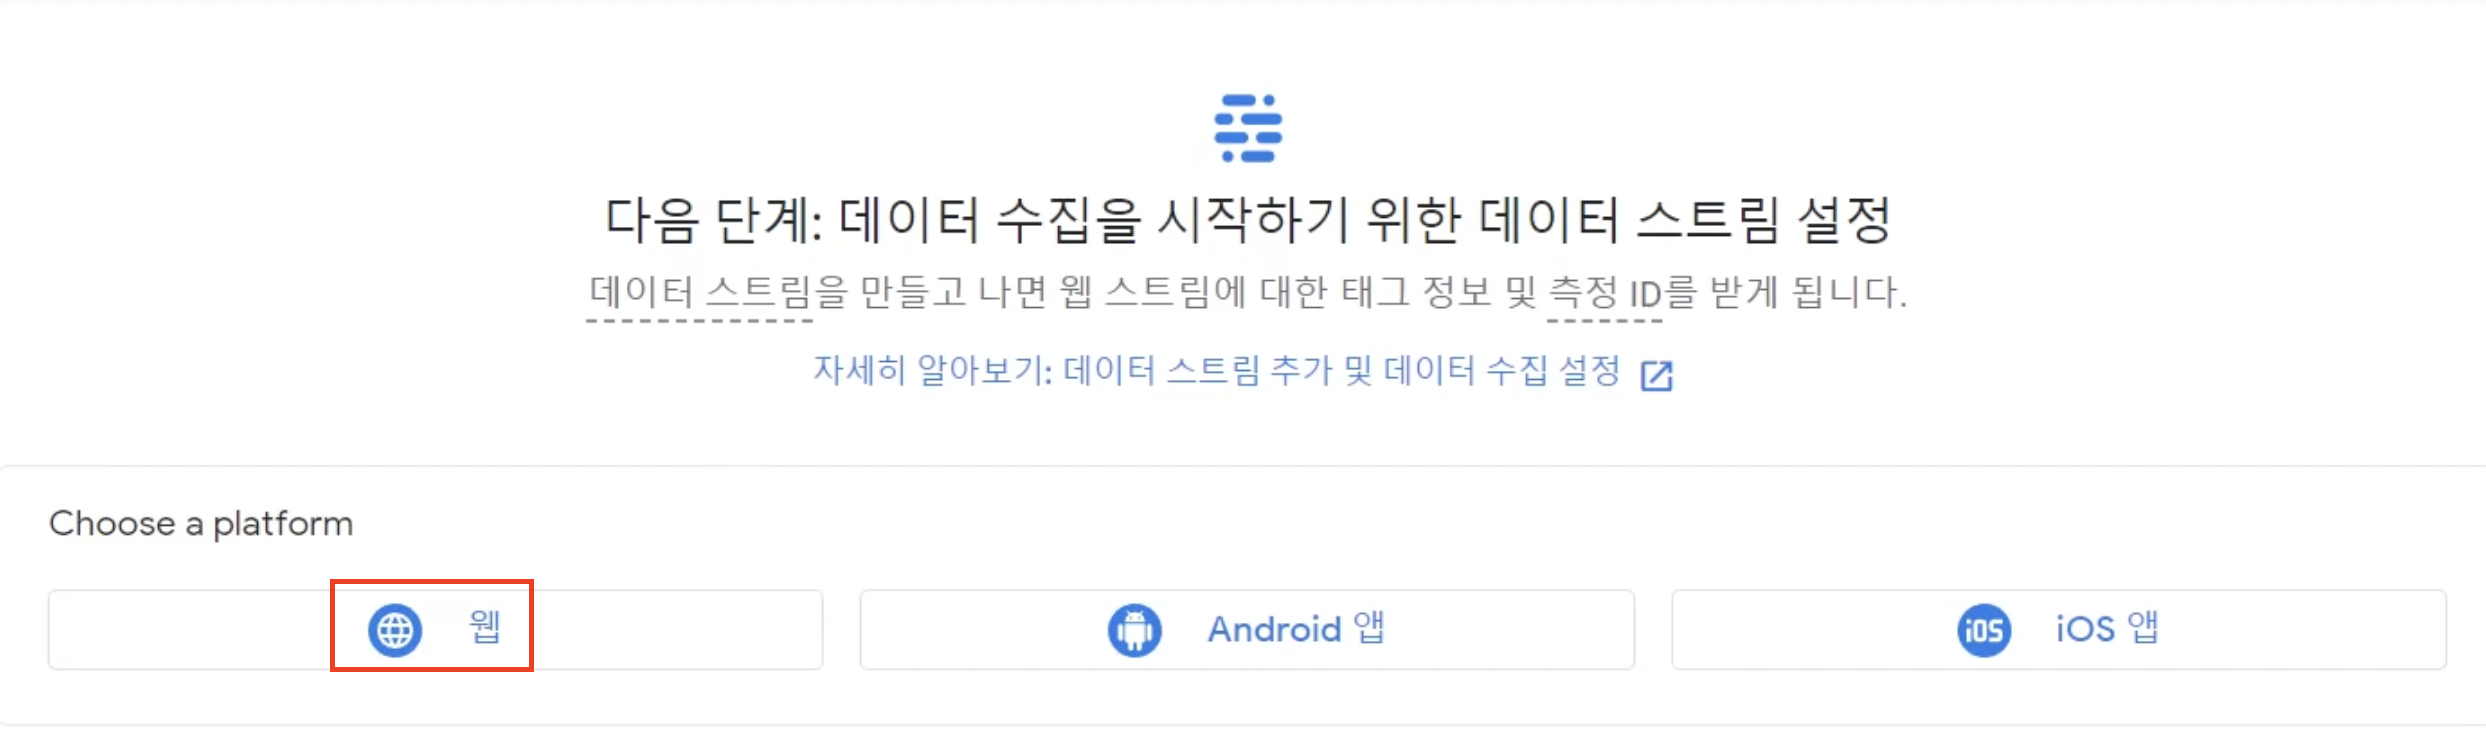 다음 단계: 데이터 수집을 시작하기 위한 데이터 스트림 설정
데이터 스트림을 만들고 나면 웹 스트림에 대한 태그 정보 및 측정 ID를 받게 됩니다.
자세히 알아보기: 데이터 스트림 추가 및 데이터 수집 설정
Choose a platform
웹
Android 앱
iOS iOS 앱